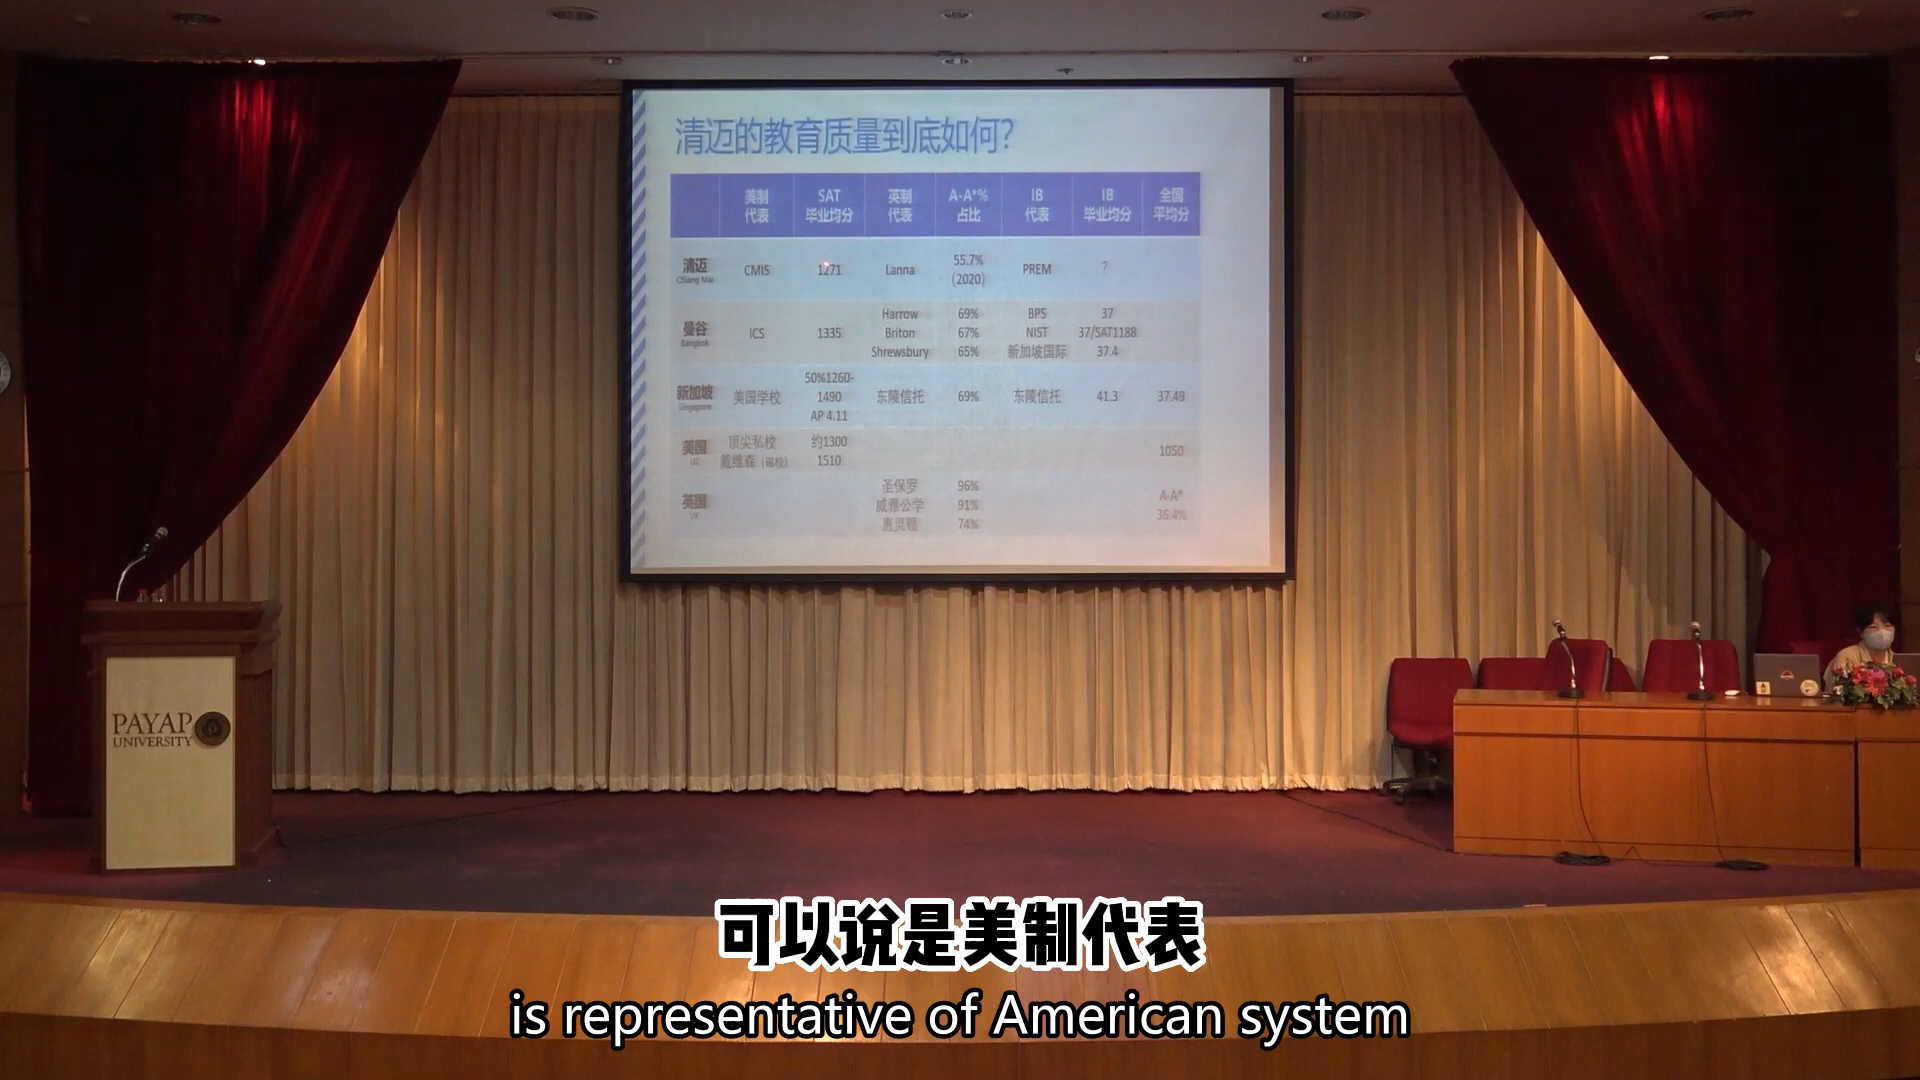 清迈的教育质量到底如何?
美制代表 SAT毕业均分 英制代表 A-A*%占比 IB代表 IB毕业均分 全国平均分
清迈 Chiang Mai CMIS 1271 Lanna 55.7% (2020) PREM ?
曼谷 Bangkok ICS 1335 Harrow 69% BPS 37
Briton 67% NIST 37/SAT1188
Shrewsbury 65% 新加坡国际 37.4
新加坡 Singapore 美国学校 50%1260-1490 AP 4.11 东陵信托 69% 东陵信托 41.3 37.49
美国 US 顶尖私校 约1300 1050
戴维森（磁校） 1510
英国 UK 圣保罗 96% A-A* 36.4%
威雅公学 91%
惠灵顿 74%
PAYAP
UNIVERSITY
可以说是美制代表
is representative of American system